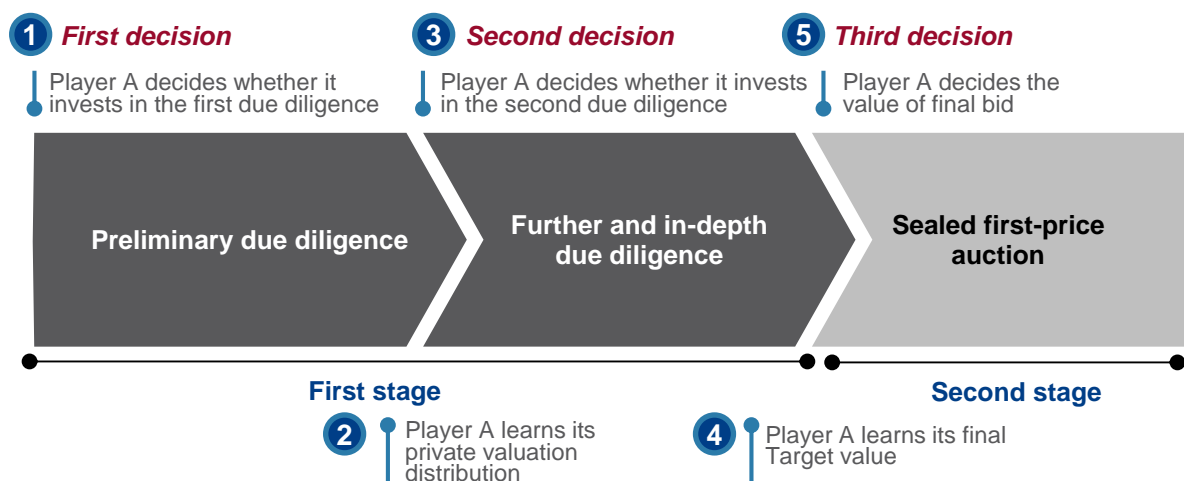 1 First decision
Player A decides whether it
invests in the first due diligence
3 Second decision
Player A decides whether it invests
in the second due diligence
5 Third decision
Player A decides the
value of final bid
Preliminary due diligence
Further and in-depth
due diligence
Sealed first-price
auction
First stage
Second stage
2
Player A learns its
private valuation
distribution
4
Player A learns its final
Target value